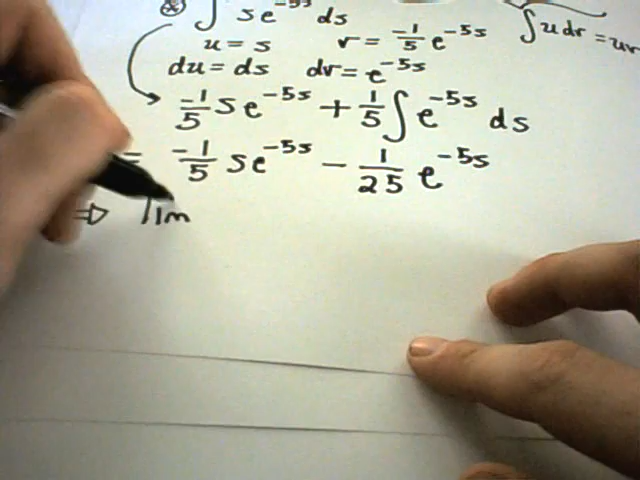 ⊗ ∫ se^-5s ds
u = s v = -1/5 e^-5s ∫u dv = uv
du = ds dv = e^-5s
-1/5 se^-5s + 1/5 ∫ e^-5s ds
= -1/5 se^-5s - 1/25 e^-5s
⇒ lim